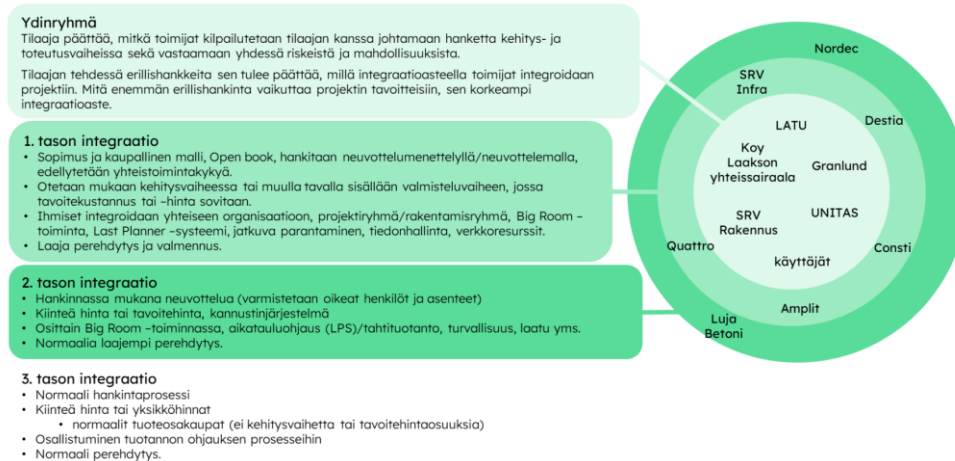 Ydinryhmä
Tilaaja päättää, mitkä toimijat kilpailutetaan tilaajan kanssa johtamaan hanketta kehitys- ja
toteutusvaiheissa sekä vastaamaan yhdessä riskeistä ja mahdollisuuksista.
Tilaajan tehdessä erillishankkeita sen tulee päättää, millä integraatioasteella toimijat integroidaan
projektiin. Mitä enemmän erillishankinta vaikuttaa projektin tavoitteisiin, sen korkeampi
integraatioaste.
1. tason integraatio
• Sopimus ja kaupallinen malli, Open book, hankitaan neuvottelumenettelyllä/neuvottelemalla,
edellytetään yhteistoimintakykyä.
• Otetaan mukaan kehitysvaiheessa tai muulla tavalla sisällään valmisteluvaiheen, jossa
tavoitekustannus tai –hinta sovitaan.
• Ihmiset integroidaan yhteiseen organisaatioon, projektiryhmä/rakentamisryhmä, Big Room –
toiminta, Last Planner –systeemi, jatkuva parantaminen, tiedonhallinta, verkkoresurssit.
• Laaja perehdytys ja valmennus.
2. tason integraatio
• Hankinnassa mukana neuvottelua (varmistetaan oikeat henkilöt ja asenteet)
• Kiinteä hinta tai tavoitehinta, kannustinjärjestelmä
• Osittain Big Room –toiminnassa, aikatauluohjaus (LPS)/tahtituotanto, turvallisuus, laatu yms.
• Normaalia laajempi perehdytys.
3. tason integraatio
• Normaali hankintaprosessi
• Kiinteä hinta tai yksikköhinnat
• normaalit tuoteosakaupat (ei kehitysvaihetta tai tavoitehintaosuuksia)
• Osallistuminen tuotannon ohjauksen prosesseihin
• Normaali perehdytys.
Nordec
SRV
Infra
Destia
LATU
Koy
Laakson
yhteissairaala
Granlund
SRV
Rakennus
UNITAS
Quattro
Consti
käyttäjät
Amplit
Luja
Betoni